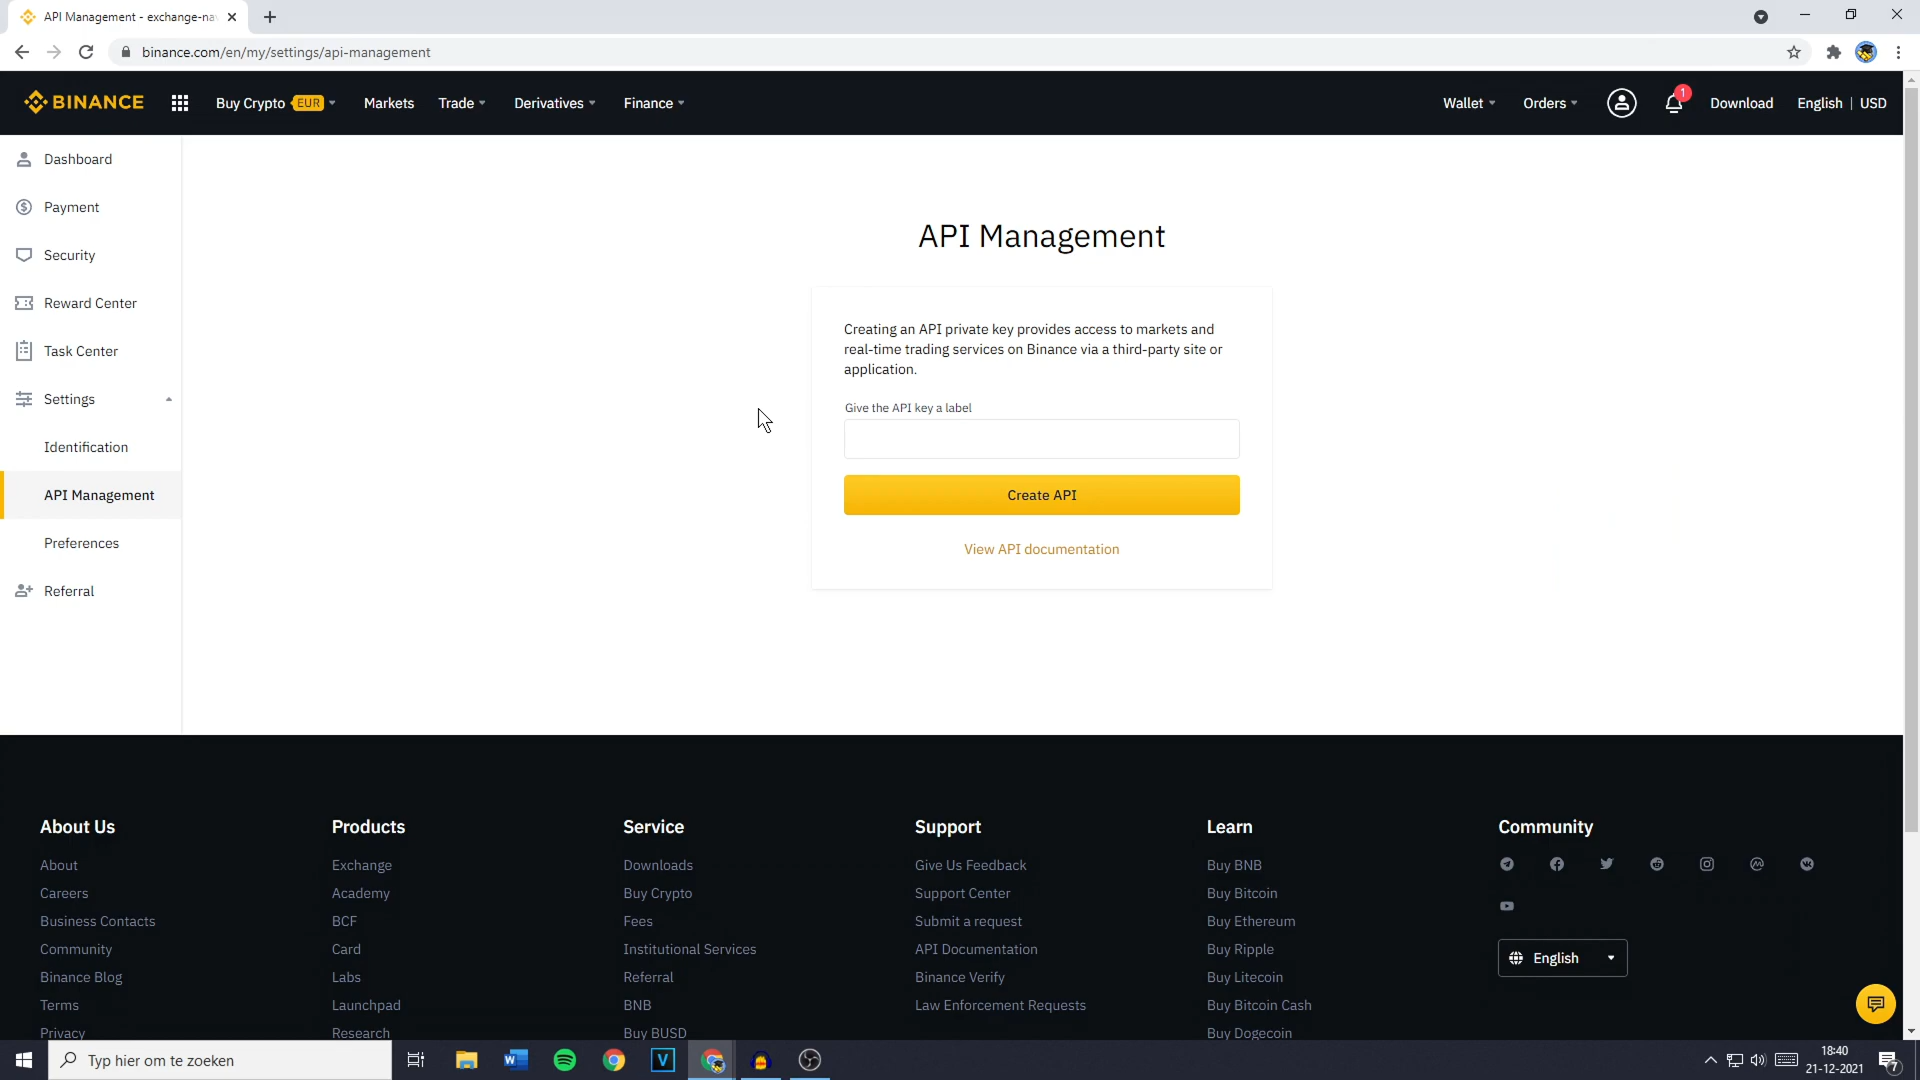 API Management - exchange-na
binance.com/en/my/settings/api-management
BINANCE
Buy Crypto EUR
Markets
Trade
Derivatives
Finance
Wallet
Orders
1
Download
English | USD
Dashboard
Payment
Security
Reward Center
Task Center
Settings
Identification
API Management
Preferences
Referral
API Management
Creating an API private key provides access to markets and
real-time trading services on Binance via a third-party site or
application.
Give the API key a label
Create API
View API documentation
About Us
About
Careers
Business Contacts
Community
Binance Blog
Terms
Privacy
Products
Exchange
Academy
BCF
Card
Labs
Launchpad
Research
Service
Downloads
Buy Crypto
Fees
Institutional Services
Referral
BNB
Buy BUSD
Support
Give Us Feedback
Support Center
Submit a request
API Documentation
Binance Verify
Law Enforcement Requests
Learn
Buy BNB
Buy Bitcoin
Buy Ethereum
Buy Ripple
Buy Litecoin
Buy Bitcoin Cash
Buy Dogecoin
Community
English
Typ hier om te zoeken
18:40
21-12-2021
7